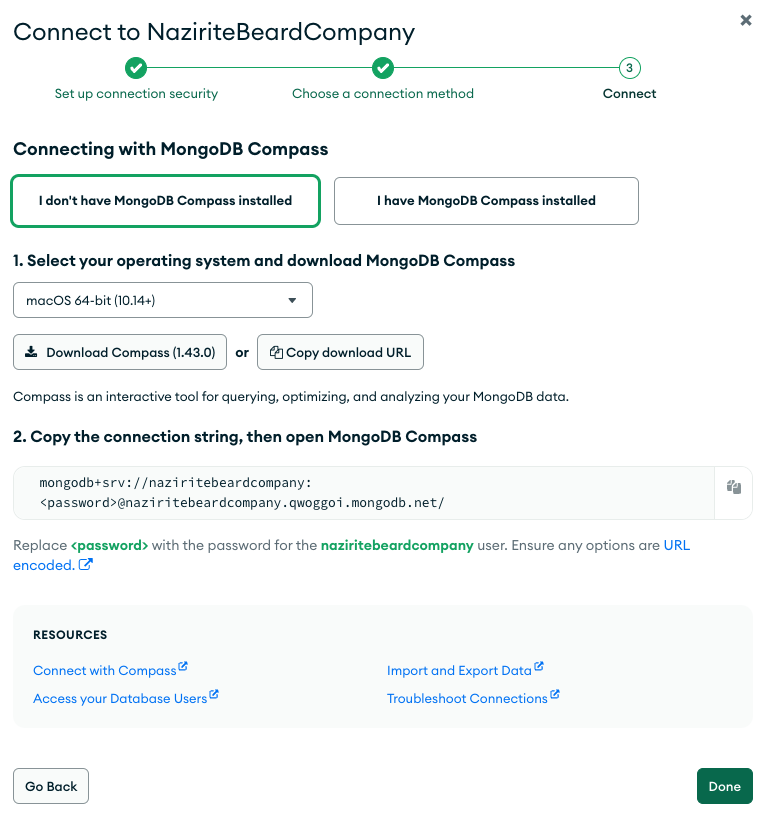 Connect to NaziriteBeardCompany
Set up connection security
Choose a connection method
3
Connect
Connecting with MongoDB Compass
I don't have MongoDB Compass installed
I have MongoDB Compass installed
1. Select your operating system and download MongoDB Compass
macOS 64-bit (10.14+)
Download Compass (1.43.0) or Copy download URL
Compass is an interactive tool for querying, optimizing, and analyzing your MongoDB data.
2. Copy the connection string, then open MongoDB Compass
mongodb+srv://naziritebeardcompany:
<password>@naziritebeardcompany.qwoggoi.mongodb.net/
Replace <password> with the password for the naziritebeardcompany user. Ensure any options are URL
encoded.
RESOURCES
Connect with Compass
Import and Export Data
Access your Database Users
Troubleshoot Connections
Go Back
Done